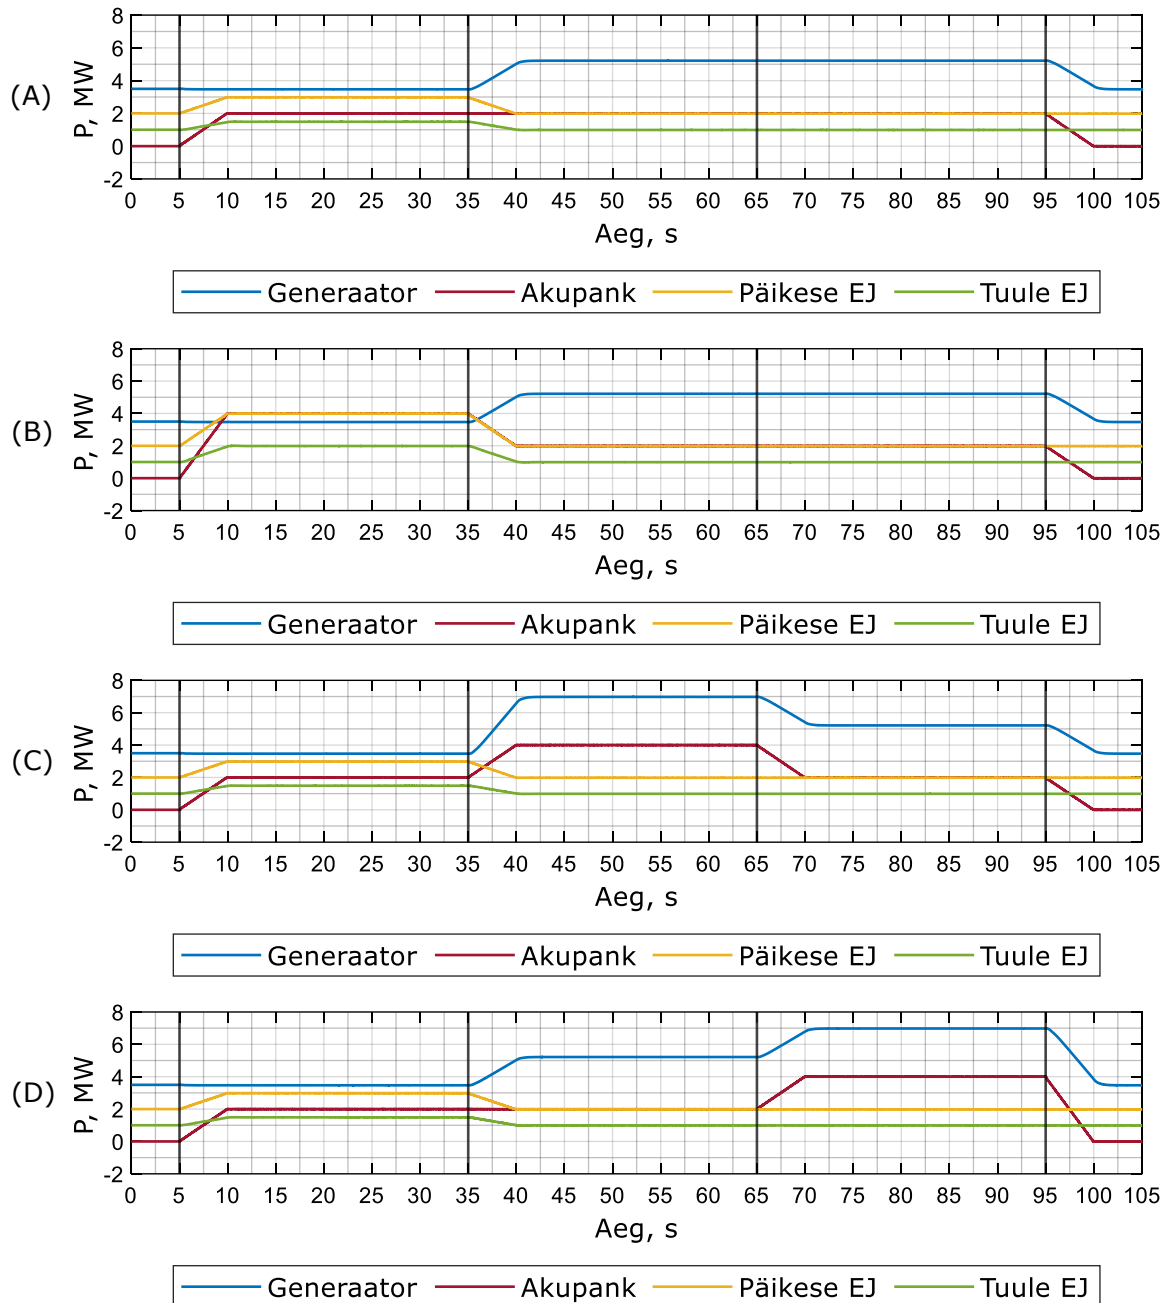 (A)
P, MW
8
6
4
2
0
-2
0 5 10 15 20 25 30 35 40 45 50 55 60 65 70 75 80 85 90 95 100 105
Aeg, s
Generaator Akupank Päikese EJ Tuule EJ
(B)
P, MW
8
6
4
2
0
-2
0 5 10 15 20 25 30 35 40 45 50 55 60 65 70 75 80 85 90 95 100 105
Aeg, s
Generaator Akupank Päikese EJ Tuule EJ
(C)
P, MW
8
6
4
2
0
-2
0 5 10 15 20 25 30 35 40 45 50 55 60 65 70 75 80 85 90 95 100 105
Aeg, s
Generaator Akupank Päikese EJ Tuule EJ
(D)
P, MW
8
6
4
2
0
-2
0 5 10 15 20 25 30 35 40 45 50 55 60 65 70 75 80 85 90 95 100 105
Aeg, s
Generaator Akupank Päikese EJ Tuule EJ